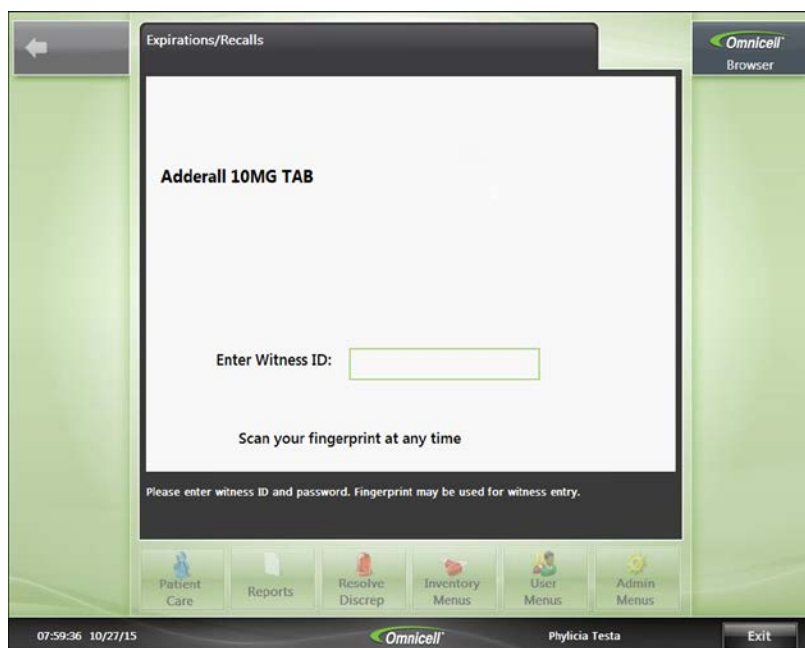 Expirations/Recalls
Omnicell
Browser
Adderall 10MG TAB
Enter Witness ID:
Scan your fingerprint at any time
Please enter witness ID and password. Fingerprint may be used for witness entry.
Patient Care
Reports
Resolve Discrep
Inventory Menus
User Menus
Admin Menus
07:59:36 10/27/15
Omnicell
Phylicia Testa
Exit